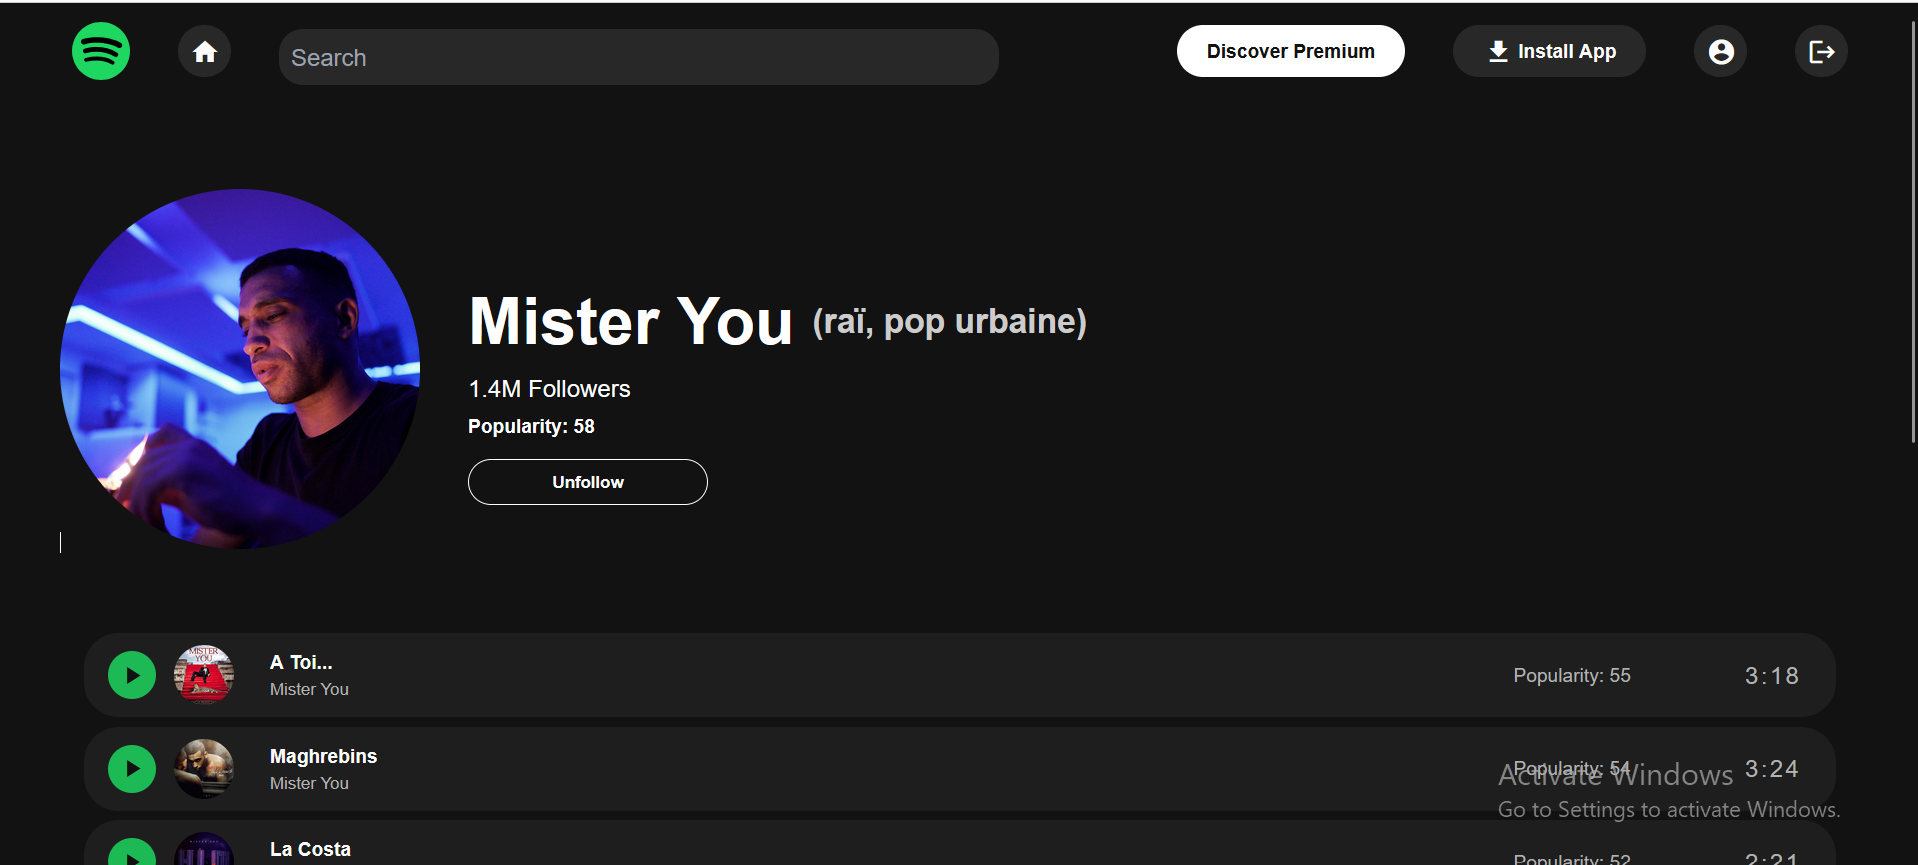 Search
Discover Premium
Install App
Mister You (raï, pop urbaine)
1.4M Followers
Popularity: 58
Unfollow
MISTER
YOU
A Toi...
Mister You
Popularity: 55
3:18
Maghrebins
Mister You
Popularity: 54
3:24
Activate Windows
Go to Settings to activate Windows.
La Costa
Popularity: 52
2:21